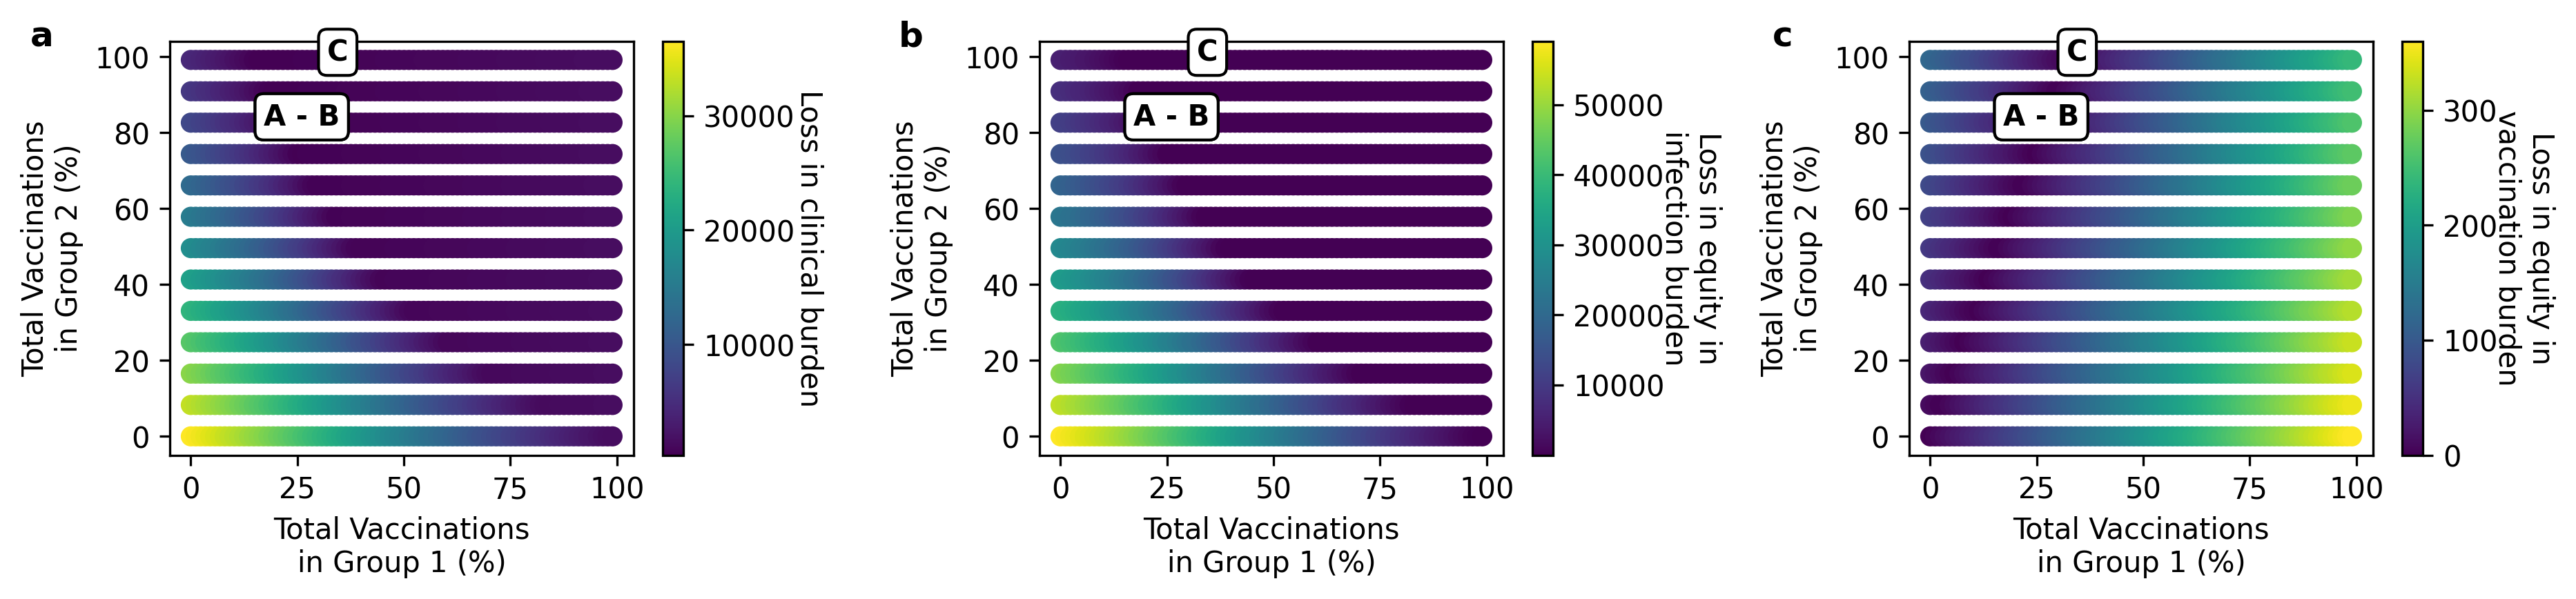 a
C
A - B
100
80
60
40
20
0
Total Vaccinations
in Group 2 (%)
0 25 50 75 100
Total Vaccinations
in Group 1 (%)
30000
20000
10000
Loss in clinical burden
b
C
A - B
100
80
60
40
20
0
Total Vaccinations
in Group 2 (%)
0 25 50 75 100
Total Vaccinations
in Group 1 (%)
50000
40000
30000
20000
10000
Loss in equity in
infection burden
c
C
A - B
100
80
60
40
20
0
Total Vaccinations
in Group 2 (%)
0 25 50 75 100
Total Vaccinations
in Group 1 (%)
300
200
100
0
Loss in equity in
vaccination burden